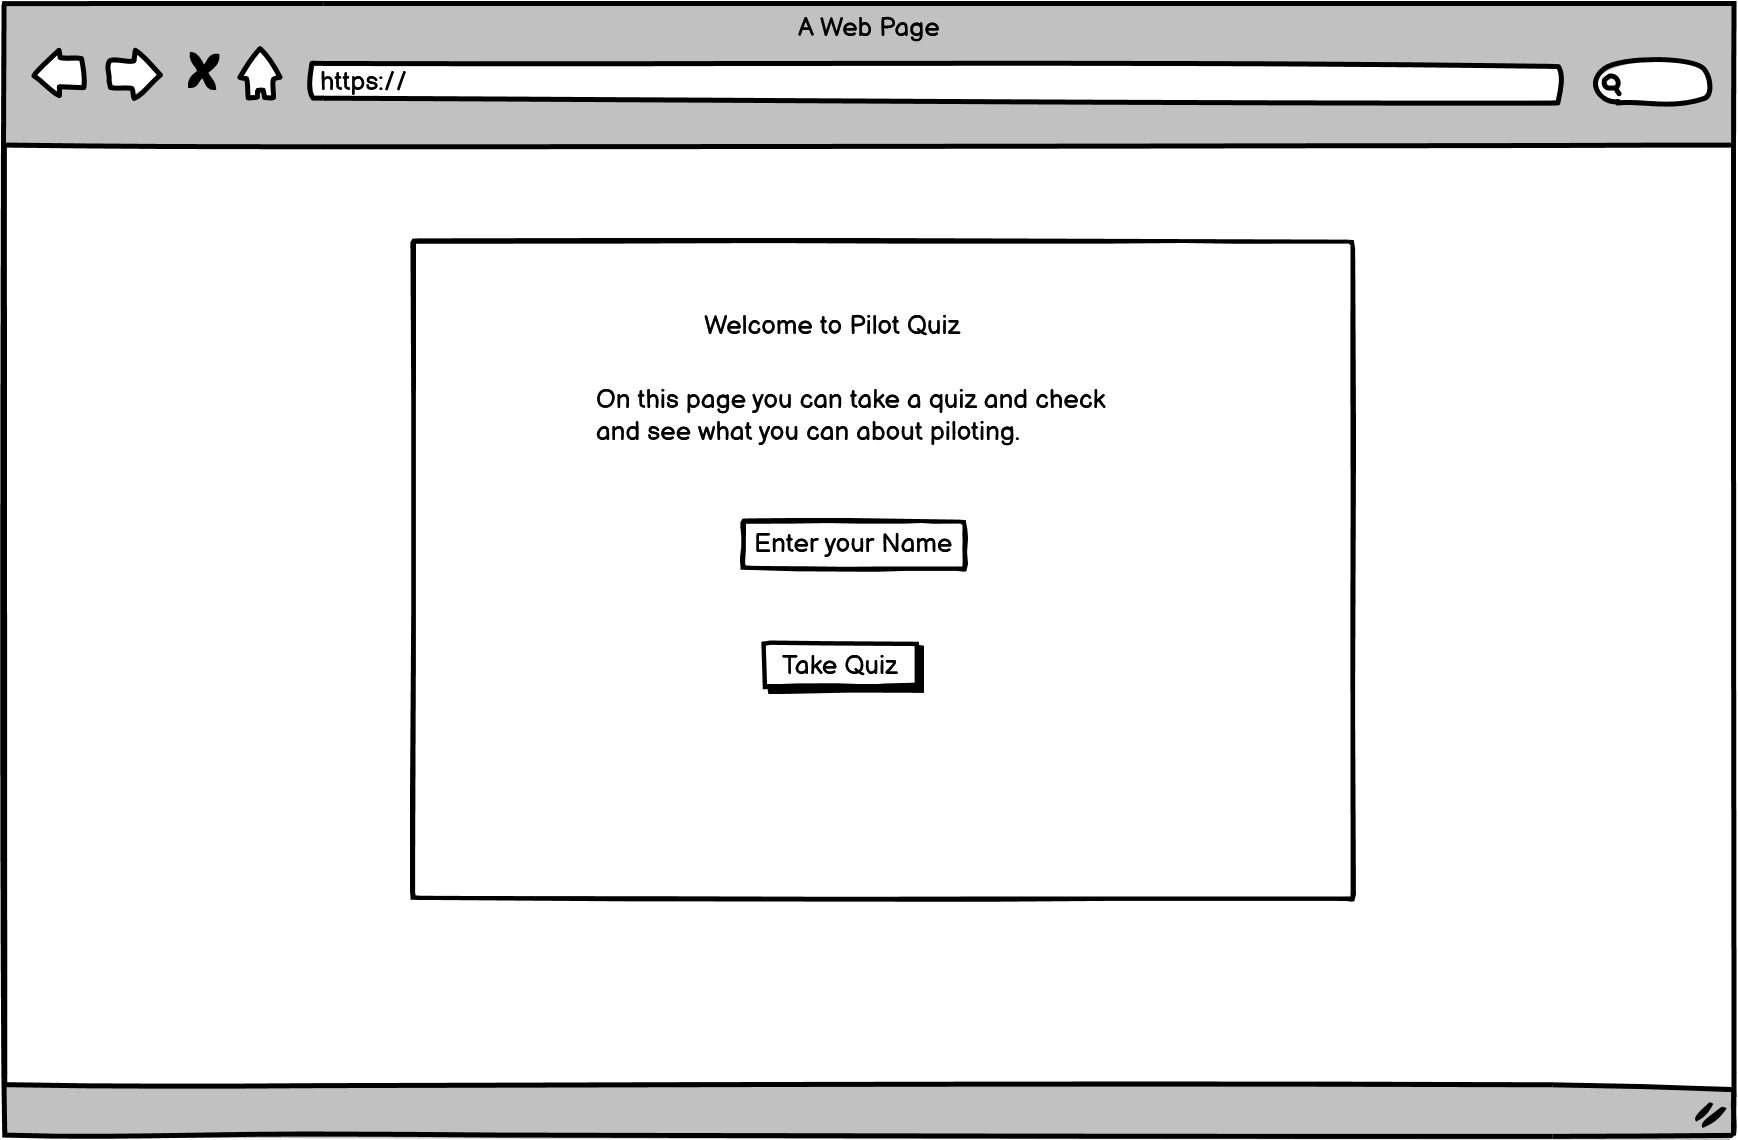 A Web Page
https://
Welcome to Pilot Quiz
On this page you can take a quiz and check
and see what you can about piloting.
Enter your Name
Take Quiz